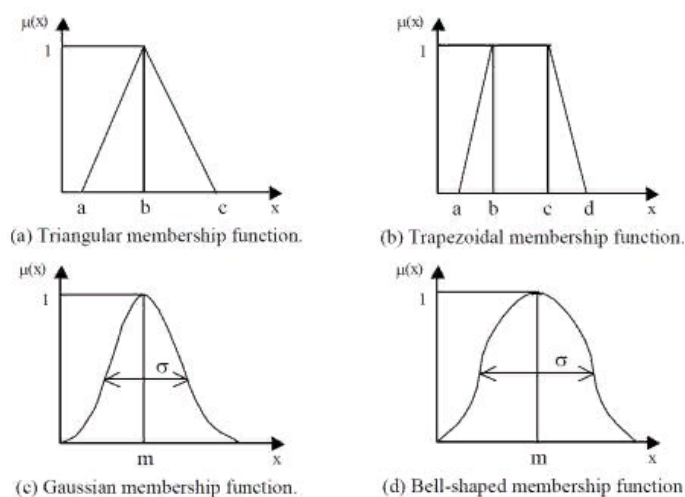 μ(x)
1
a b c x
(a) Triangular membership function.
μ(x)
1
a b c d x
(b) Trapezoidal membership function.
μ(x)
1
σ
m x
(c) Gaussian membership function.
μ(x)
1
σ
m x
(d) Bell-shaped membership function